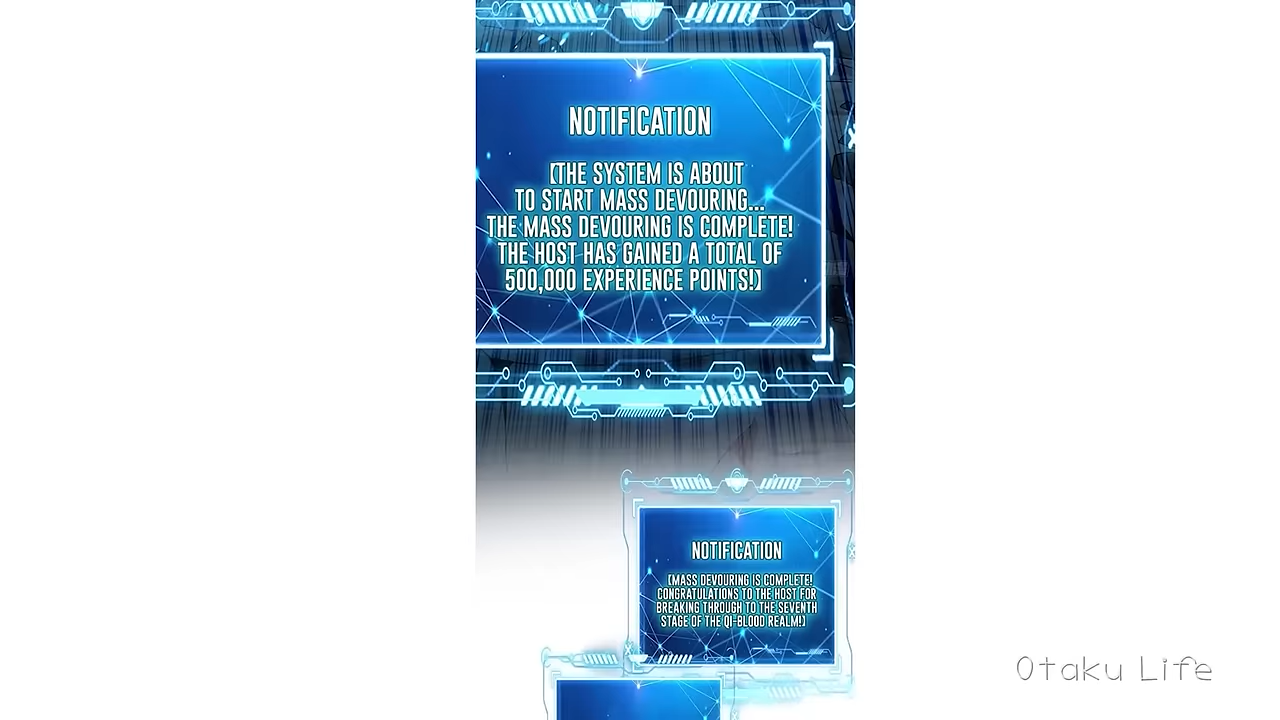 NOTIFICATION
【THE SYSTEM IS ABOUT
TO START MASS DEVOURING...
THE MASS DEVOURING IS COMPLETE!
THE HOST HAS GAINED A TOTAL OF
500,000 EXPERIENCE POINTS!】
NOTIFICATION
【MASS DEVOURING IS COMPLETE!
CONGRATULATIONS TO THE HOST FOR
BREAKING THROUGH TO THE SEVENTH
STAGE OF THE QI-BLOOD REALM!】
Otaku Life